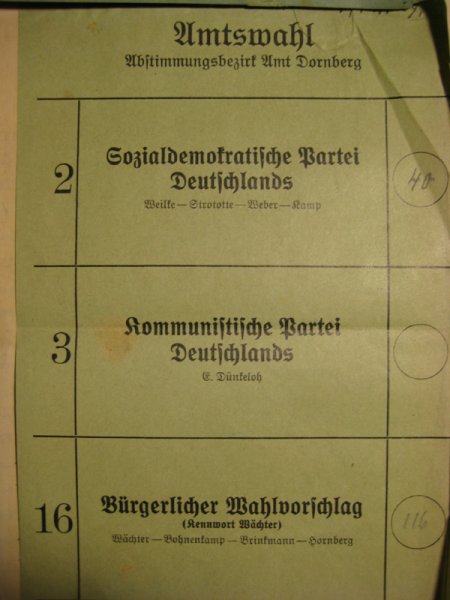 Amtswahl
Abstimmungsbezirk Amt Dornberg
2
Sozialdemokratische Partei
Deutschlands
Weilke — Strototte — Weber — Kamp
40
3
Kommunistische Partei
Deutschlands
E. Dünkeloh
16
Bürgerlicher Wahlvorschlag
(Kennwort Wächter)
Wächter — Bohnenkamp — Brinkmann — Hornberg
116